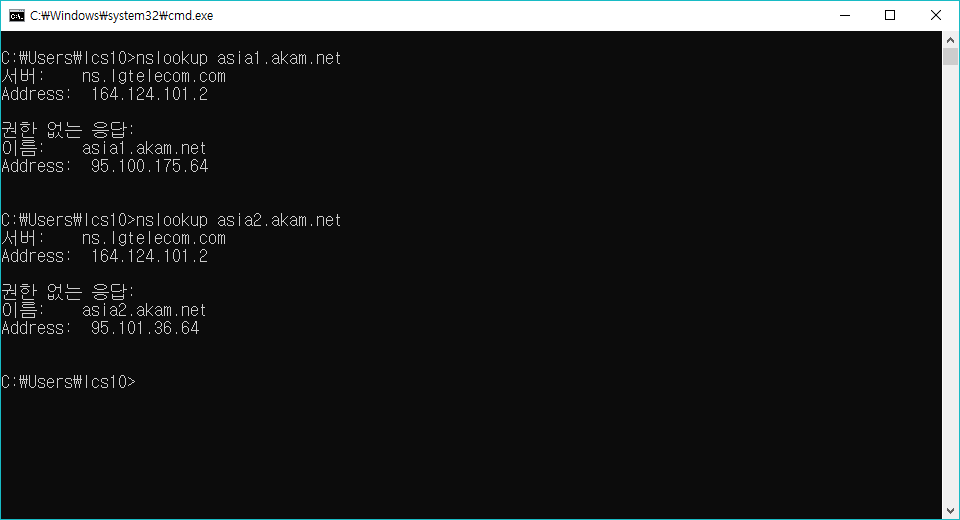 C:₩Windows₩system32₩cmd.exe
C:₩Users₩lcs10>nslookup asia1.akam.net
서버:    ns.lgtelecom.com
Address:  164.124.101.2
권한 없는 응답:
이름:    asia1.akam.net
Address:  95.100.175.64
C:₩Users₩lcs10>nslookup asia2.akam.net
서버:    ns.lgtelecom.com
Address:  164.124.101.2
권한 없는 응답:
이름:    asia2.akam.net
Address:  95.101.36.64
C:₩Users₩lcs10>